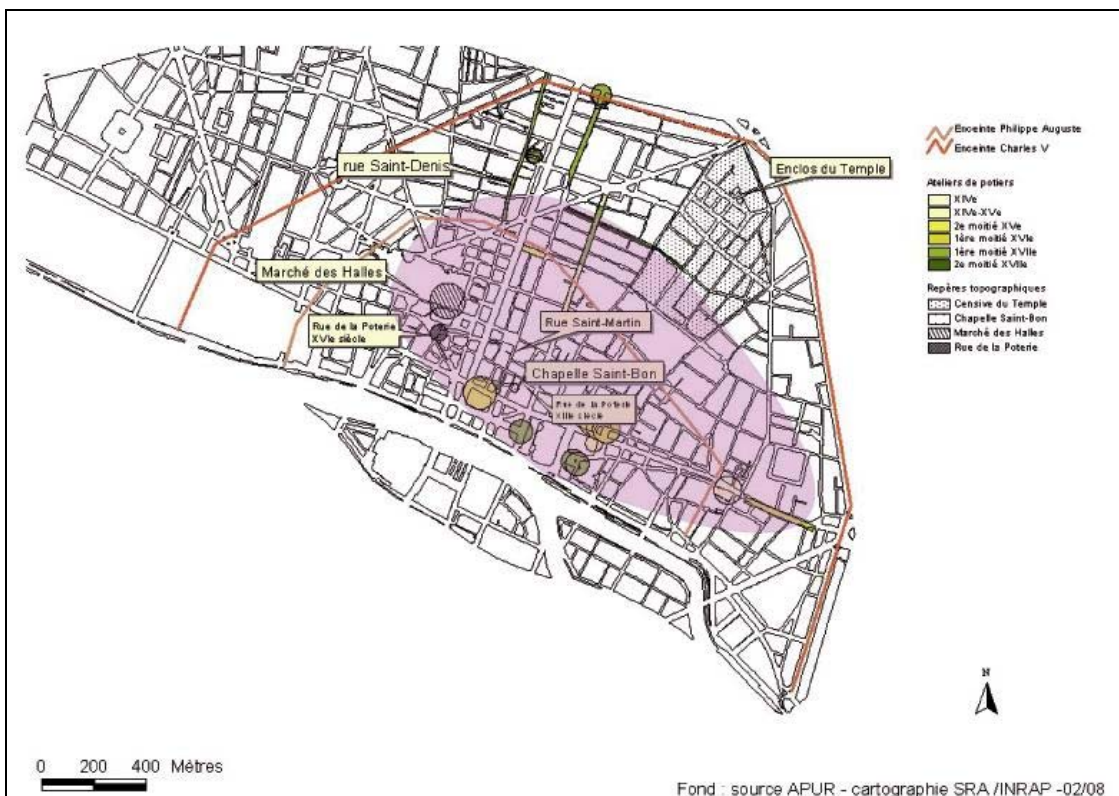 rue Saint-Denis
Enclos du Temple
Marché des Halles
Rue de la Poterie
XVIe siècle
Rue Saint-Martin
Chapelle Saint-Bon
Rue de la Poterie
XIIIe siècle
Enceinte Philippe Auguste
Enceinte Charles V
Ateliers de potiers
XIVe
XIVe-XVe
2e moitié XVe
1ère moitié XVIe
1ère moitié XVIIe
2e moitié XVIIe
Repères topographiques
Censive du Temple
Chapelle Saint-Bon
Marché des Halles
Rue de la Poterie
N
0 200 400 Mètres
Fond : source APUR - cartographie SRA /INRAP -02/08